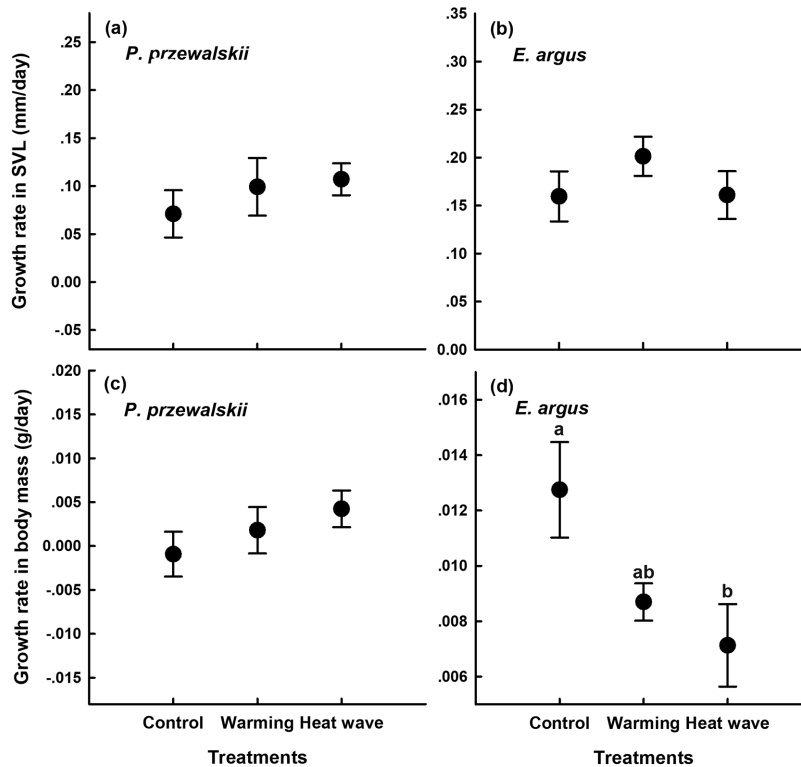 (a)
P. przewalskii
.25
.20
.15
.10
.05
0.00
-.05
Growth rate in SVL (mm/day)
(b)
E. argus
.35
.30
.25
.20
.15
.10
.05
0.00
(c)
P. przewalskii
.020
.015
.010
.005
0.000
-.005
-.010
-.015
Growth rate in body mass (g/day)
Control Warming Heat wave
Treatments
(d)
E. argus
a
ab
b
.016
.014
.012
.010
.008
.006
Control Warming Heat wave
Treatments